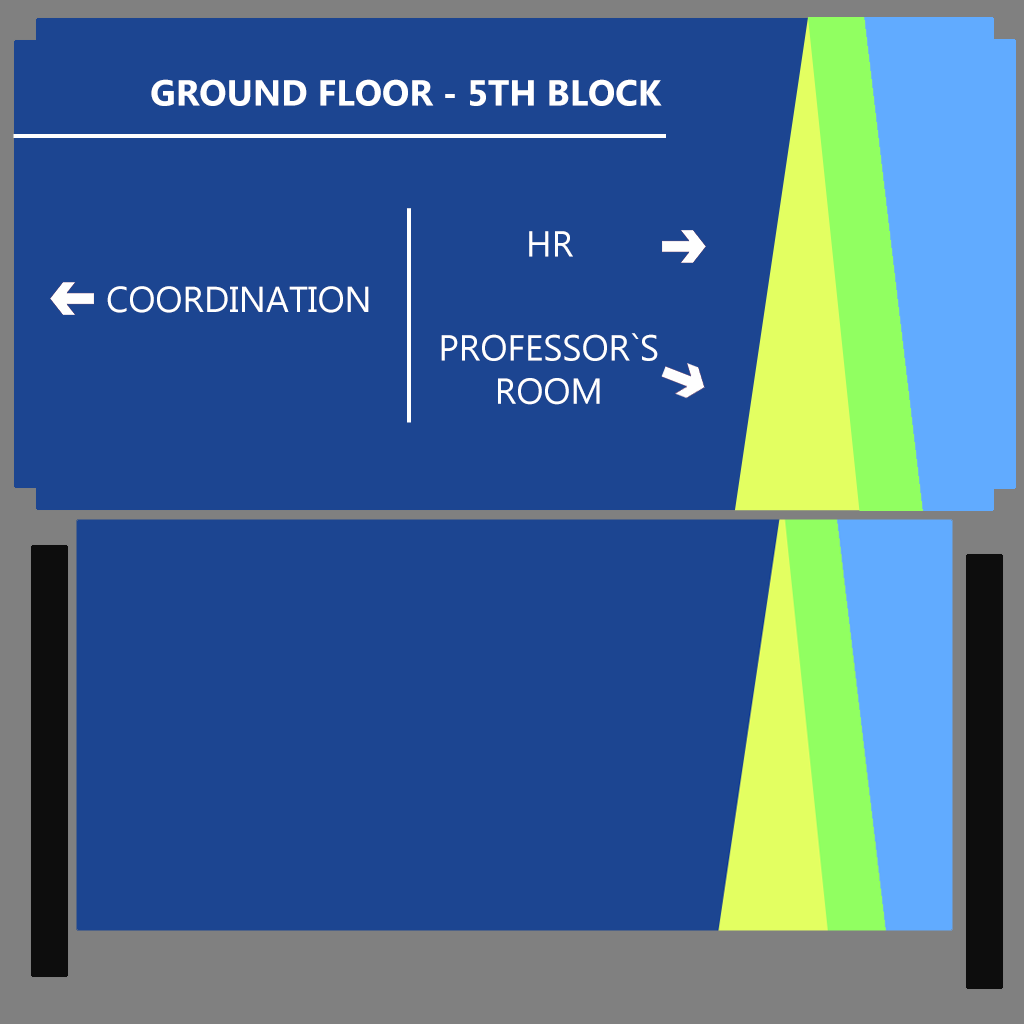 GROUND FLOOR - 5TH BLOCK
COORDINATION
HR
PROFESSOR`S
ROOM